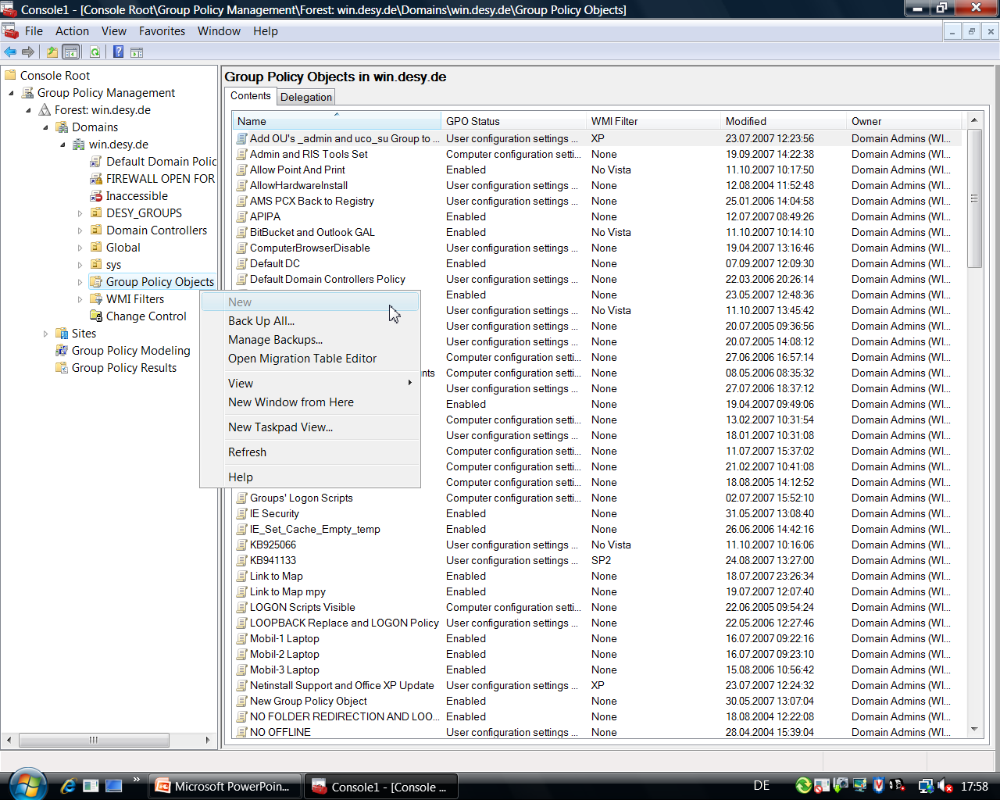 Console1 - [Console Root\Group Policy Management\Forest: win.desy.de\Domains\win.desy.de\Group Policy Objects]
File Action View Favorites Window Help
Console Root
Group Policy Management
Forest: win.desy.de
Domains
win.desy.de
Default Domain Polic
FIREWALL OPEN FOR
Inaccessible
DESY_GROUPS
Domain Controllers
Global
sys
Group Policy Objects
WMI Filters
Change Control
Sites
Group Policy Modeling
Group Policy Results
New
Back Up All...
Manage Backups...
Open Migration Table Editor
View
New Window from Here
New Taskpad View...
Refresh
Help
Group Policy Objects in win.desy.de
Contents Delegation
Name GPO Status WMI Filter Modified Owner
Add OU's _admin and uco_su Group to ... User configuration settings ... XP 23.07.2007 12:23:56 Domain Admins (WI...
Admin and RIS Tools Set Computer configuration setti... None 19.09.2007 14:22:38 Domain Admins (WI...
Allow Point And Print Enabled No Vista 11.10.2007 10:17:50 Domain Admins (WI...
AllowHardwareInstall User configuration settings ... None 12.08.2004 11:52:48 Domain Admins (WI...
AMS PCX Back to Registry User configuration settings ... None 25.01.2006 14:04:58 Domain Admins (WI...
APIPA Enabled None 12.07.2007 08:49:26 Domain Admins (WI...
BitBucket and Outlook GAL Enabled No Vista 11.10.2007 10:14:10 Domain Admins (WI...
ComputerBrowserDisable User configuration settings ... None 19.04.2007 13:16:46 Domain Admins (WI...
Default DC Enabled None 07.09.2007 12:09:30 Domain Admins (WI...
Default Domain Controllers Policy User configuration settings ... None 22.03.2006 20:26:14 Domain Admins (WI...
Enabled None 23.05.2007 12:48:36 Domain Admins (WI...
User configuration settings ... No Vista 11.10.2007 13:45:42 Domain Admins (WI...
User configuration settings ... None 20.07.2005 09:36:56 Domain Admins (WI...
User configuration settings ... None 20.07.2005 14:08:12 Domain Admins (WI...
Computer configuration setti... None 27.06.2006 16:57:14 Domain Admins (WI...
nts Computer configuration setti... None 08.05.2006 08:35:32 Domain Admins (WI...
User configuration settings ... None 27.07.2006 18:37:12 Domain Admins (WI...
Enabled None 19.04.2007 09:49:06 Domain Admins (WI...
Computer configuration setti... None 13.02.2007 10:31:54 Domain Admins (WI...
User configuration settings ... None 18.01.2007 10:31:08 Domain Admins (WI...
Computer configuration setti... None 11.07.2007 15:37:02 Domain Admins (WI...
Computer configuration setti... None 21.02.2007 10:41:08 Domain Admins (WI...
Computer configuration setti... None 18.08.2005 14:12:52 Domain Admins (WI...
Groups' Logon Scripts Computer configuration setti... None 02.07.2007 15:52:10 Domain Admins (WI...
IE Security Enabled None 31.05.2007 13:08:40 Domain Admins (WI...
IE_Set_Cache_Empty_temp Enabled None 26.06.2006 14:42:16 Domain Admins (WI...
KB925066 User configuration settings ... No Vista 11.10.2007 10:16:06 Domain Admins (WI...
KB941133 User configuration settings ... SP2 24.08.2007 13:27:00 Domain Admins (WI...
Link to Map Enabled None 18.07.2007 23:26:34 Domain Admins (WI...
Link to Map mpy Enabled None 19.07.2007 12:07:40 Domain Admins (WI...
LOGON Scripts Visible Computer configuration setti... None 22.06.2005 09:54:24 Domain Admins (WI...
LOOPBACK Replace and LOGON Policy User configuration settings ... None 22.05.2006 12:27:46 Domain Admins (WI...
Mobil-1 Laptop Enabled None 16.07.2007 09:22:16 Domain Admins (WI...
Mobil-2 Laptop Enabled None 16.07.2007 09:23:10 Domain Admins (WI...
Mobil-3 Laptop Enabled None 15.08.2006 10:56:42 Domain Admins (WI...
Netinstall Support and Office XP Update User configuration settings ... XP 23.07.2007 12:24:32 Domain Admins (WI...
New Group Policy Object Enabled None 30.05.2007 13:07:04 Domain Admins (WI...
NO FOLDER REDIRECTION AND LOO... Enabled None 18.08.2004 12:22:08 Domain Admins (WI...
NO OFFLINE User configuration settings ... None 28.04.2004 15:39:04 Domain Admins (WI...
Microsoft PowerPoin... Console1 - [Console ... DE 17:58